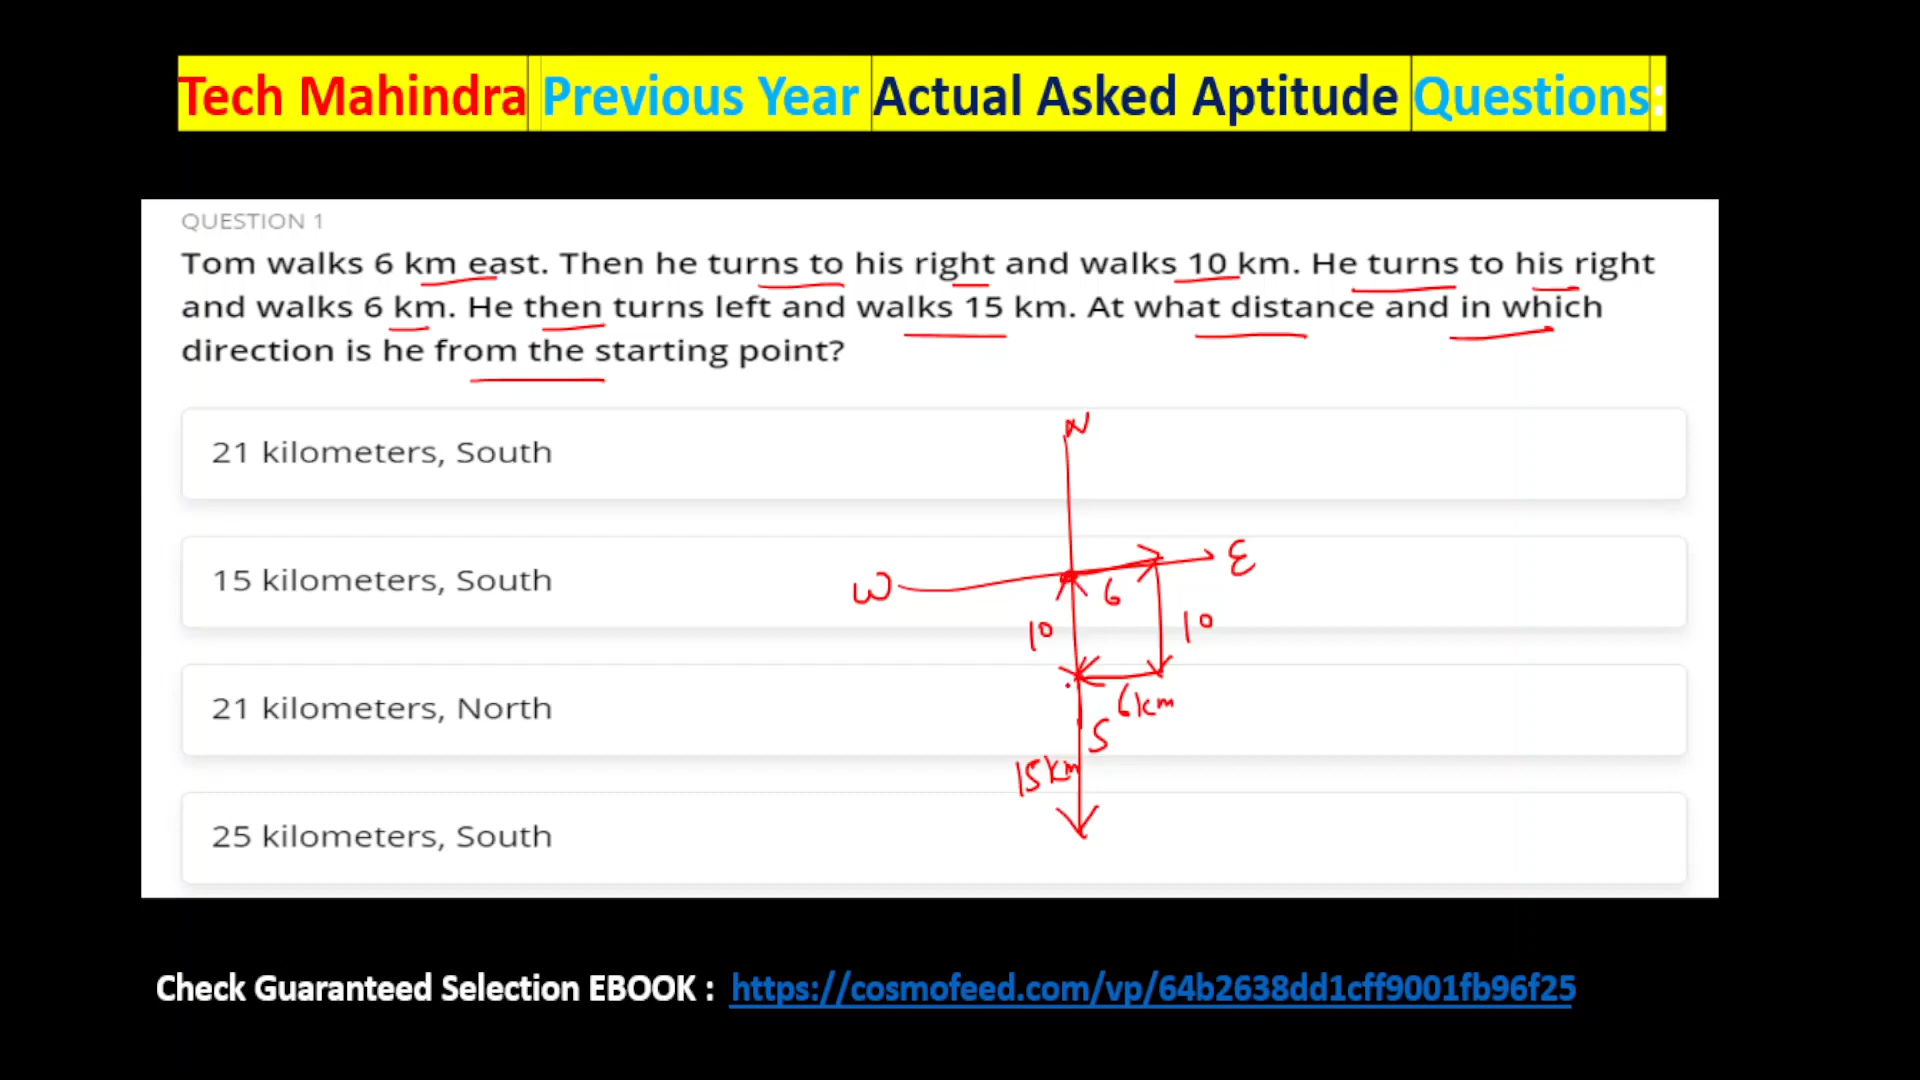 Tech Mahindra Previous Year Actual Asked Aptitude Questions:
QUESTION 1
Tom walks 6 km east. Then he turns to his right and walks 10 km. He turns to his right
and walks 6 km. He then turns left and walks 15 km. At what distance and in which
direction is he from the starting point?
21 kilometers, South
15 kilometers, South
21 kilometers, North
25 kilometers, South
N
W
E
6
10
10
6km
S
15km
Check Guaranteed Selection EBOOK : https://cosmofeed.com/vp/64b2638dd1cff9001fb96f25